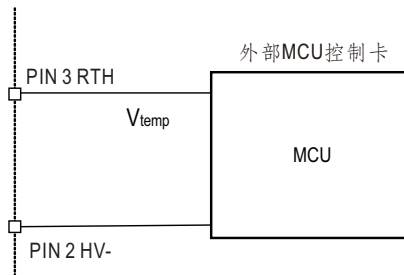 外部MCU控制卡
PIN 3 RTH
Vtemp
MCU
PIN 2 HV-